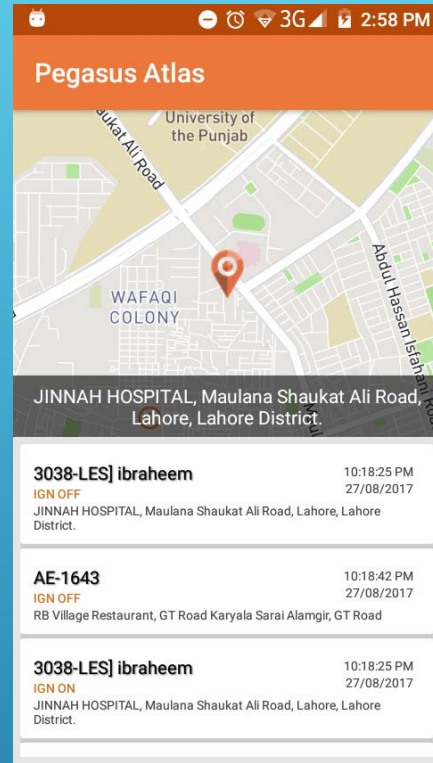 3G 2:58 PM
Pegasus Atlas
University of
the Punjab
aukat Ali Road
WAFAQI
COLONY
Abdul Hassan Isfahani Road
JINNAH HOSPITAL, Maulana Shaukat Ali Road,
Lahore, Lahore District.
3038-LES] ibraheem
10:18:25 PM
IGN OFF
27/08/2017
JINNAH HOSPITAL, Maulana Shaukat Ali Road, Lahore, Lahore
District.
AE-1643
10:18:42 PM
IGN OFF
27/08/2017
RB Village Restaurant, GT Road Karyala Sarai Alamgir, GT Road
3038-LES] ibraheem
10:18:25 PM
IGN ON
27/08/2017
JINNAH HOSPITAL, Maulana Shaukat Ali Road, Lahore, Lahore
District.